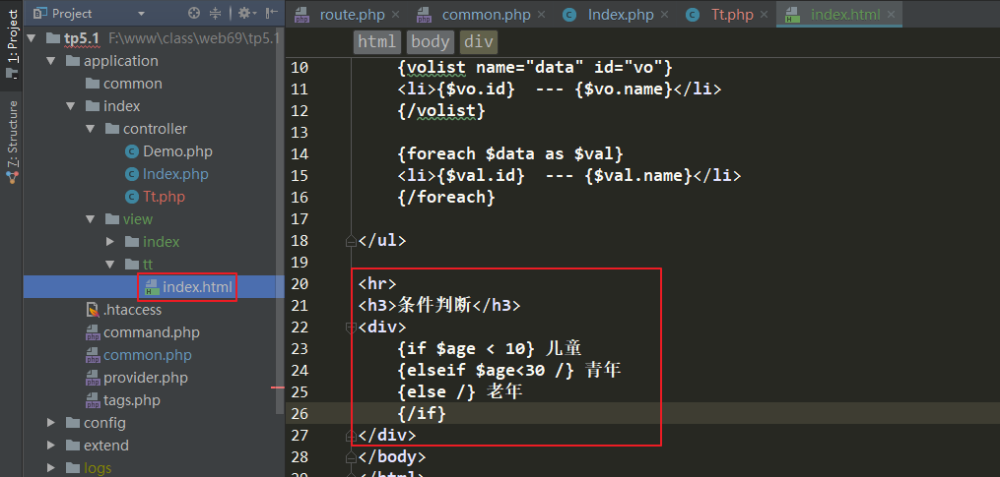 1: Project
7: Structure
Project
tp5.1 F:\www\class\web69\tp5.1
application
common
index
controller
Demo.php
Index.php
Tt.php
view
index
tt
index.html
.htaccess
command.php
common.php
provider.php
tags.php
config
extend
logs
route.php × common.php × Index.php × Tt.php × index.html ×
html body div
10 {volist name="data" id="vo"}
11 <li>{$vo.id} --- {$vo.name}</li>
12 {/volist}
13
14 {foreach $data as $val}
15 <li>{$val.id} --- {$val.name}</li>
16 {/foreach}
17
18 </ul>
19
20 <hr>
21 <h3>条件判断</h3>
22 <div>
23 {if $age < 10} 儿童
24 {elseif $age<30 /} 青年
25 {else /} 老年
26 {/if}
27 </div>
28 </body>